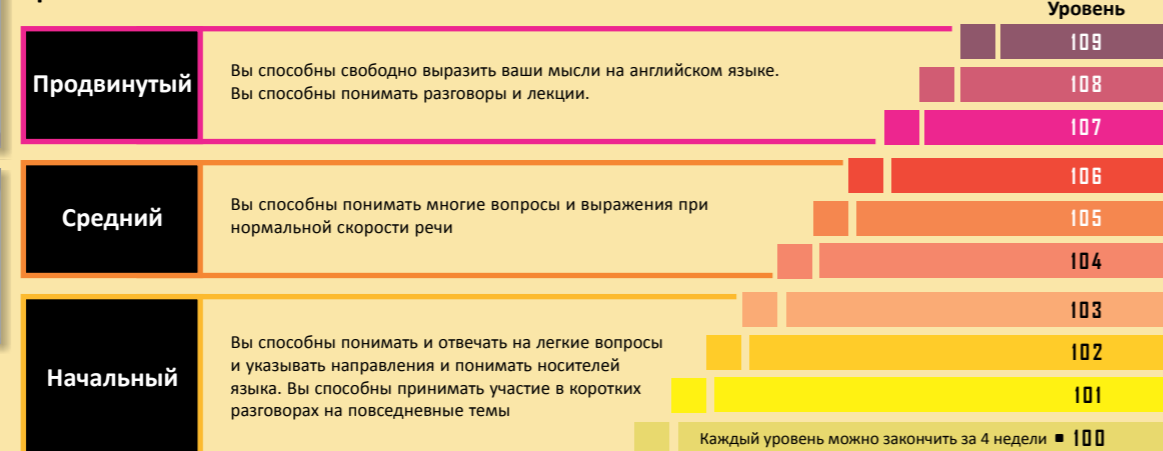 Уровень
109
Продвинутый
Вы способны свободно выразить ваши мысли на английском языке.
Вы способны понимать разговоры и лекции.
108
107
106
Средний
Вы способны понимать многие вопросы и выражения при
нормальной скорости речи
105
104
103
Начальный
Вы способны понимать и отвечать на легкие вопросы
и указывать направления и понимать носителей
языка. Вы способны принимать участие в коротких
разговорах на повседневные темы
102
101
Каждый уровень можно закончить за 4 недели ▪ 100